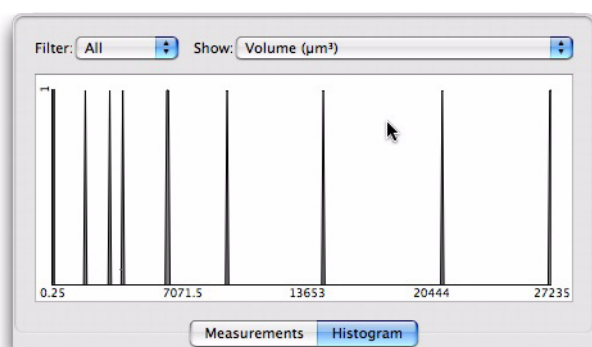 Filter: All Show: Volume (µm³)
1
0.25 7071.5 13653 20444 27235
Measurements Histogram